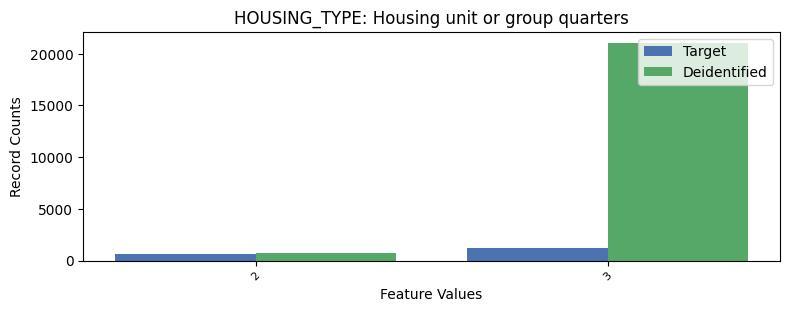 HOUSING_TYPE: Housing unit or group quarters
Target
Deidentified
20000
15000
10000
5000
0
Record Counts
2
3
Feature Values